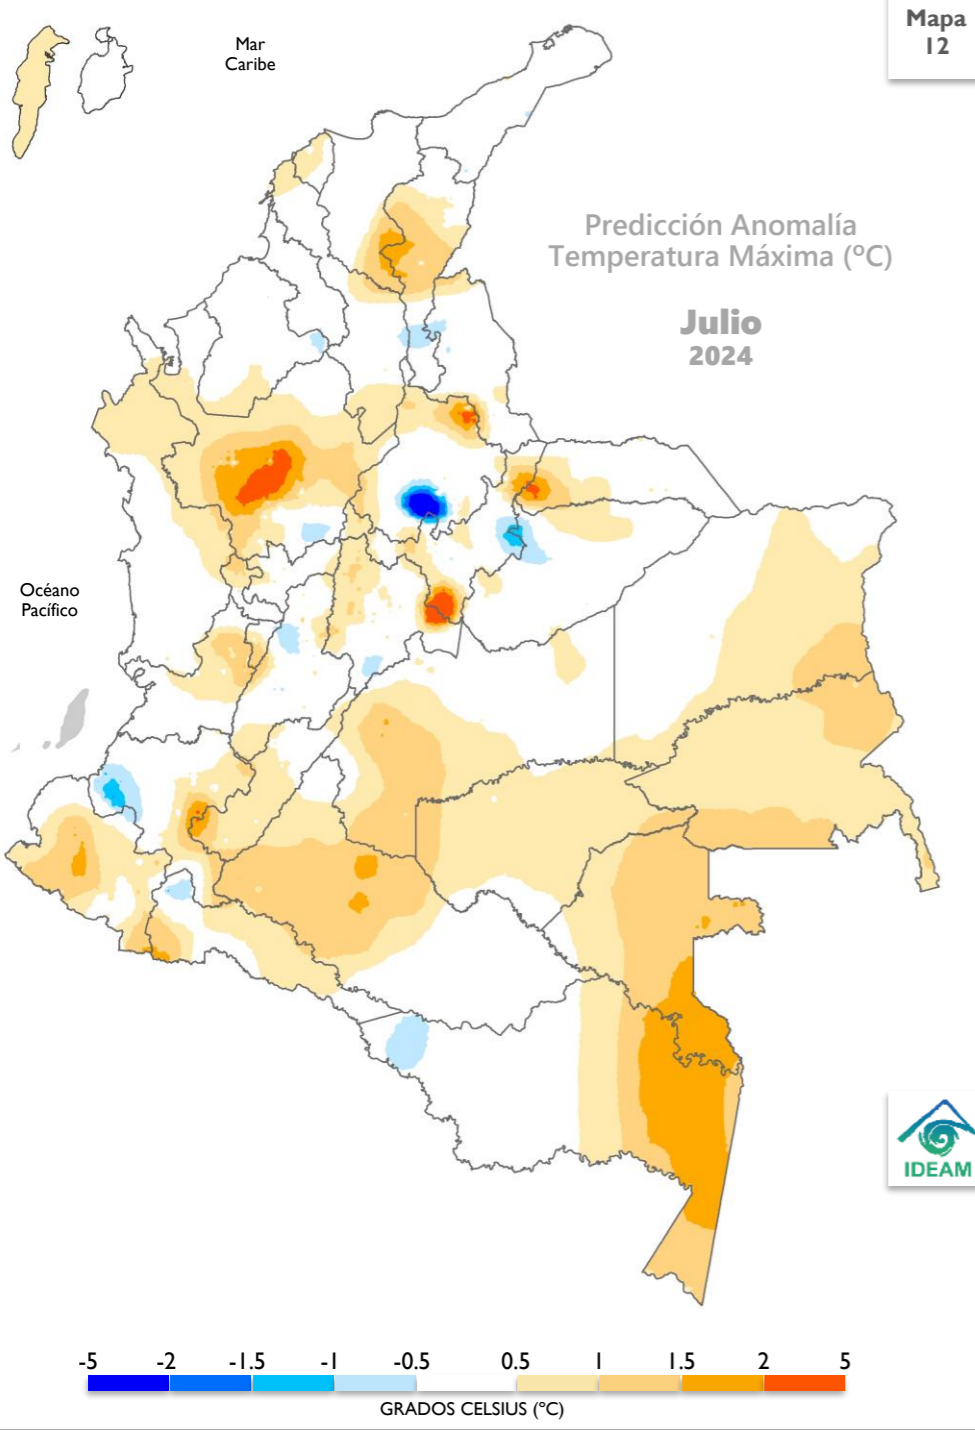 Mapa
12
Mar
Caribe
Predicción Anomalía
Temperatura Máxima (ºC)
Julio
2024
Océano
Pacífico
IDEAM
-5 -2 -1.5 -1 -0.5 0.5 1 1.5 2 5
GRADOS CELSIUS (ºC)